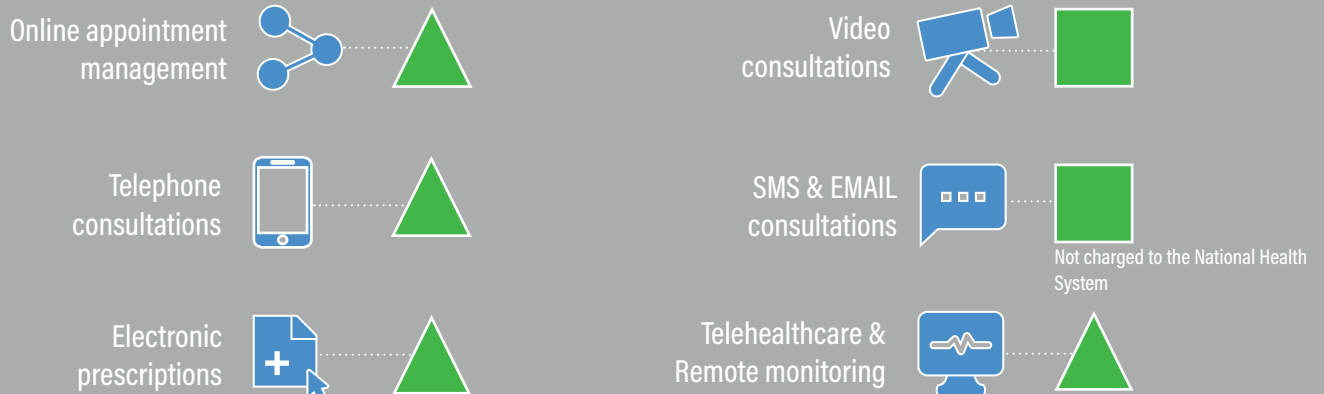 Online appointment
management
Video
consultations
Telephone
consultations
SMS & EMAIL
consultations
Not charged to the National Health
System
Electronic
prescriptions
Telehealthcare &
Remote monitoring